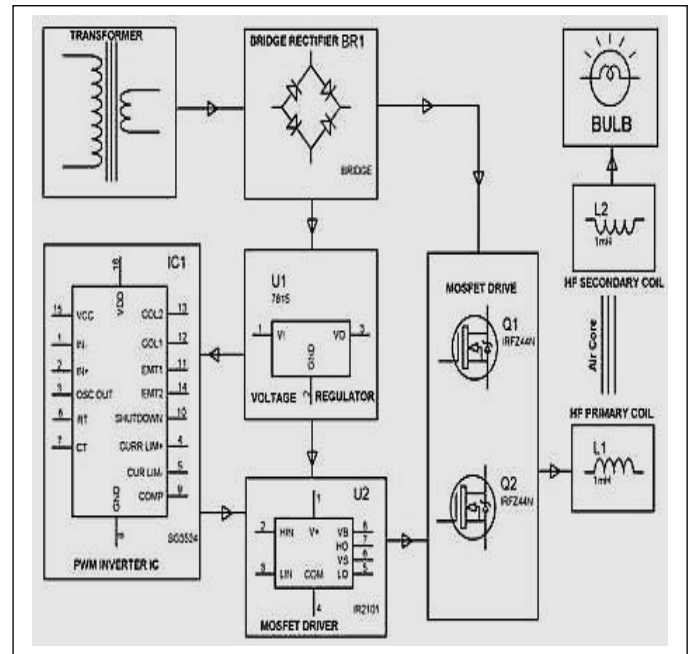 TRANSFORMER
BRIDGE RECTIFIER BR1
BRIDGE
BULB
L2
1mH
HF SECONDARY COIL
Air Core
HF PRIMARY COIL
L1
1mH
IC1
16
VDD
15 VCC COL2 13
1 IN- COL1 12
2 IN+ EMT1 11
3 OSC OUT EMT2 14
6 RT SHUTDOWN 10
7 CT CURR LIM+ 4
CUR LIM- 5
COMP 9
GND
8
SG3524
PWM INVERTER IC
U1
7815
1 VI VO 3
GND
2
VOLTAGE REGULATOR
MOSFET DRIVE
Q1
IRFZ44N
Q2
IRFZ44N
U2
1
2 HIN V+ VB 8
HO 7
VS 6
3 LIN COM LO 5
4
IR2101
MOSFET DRIVER